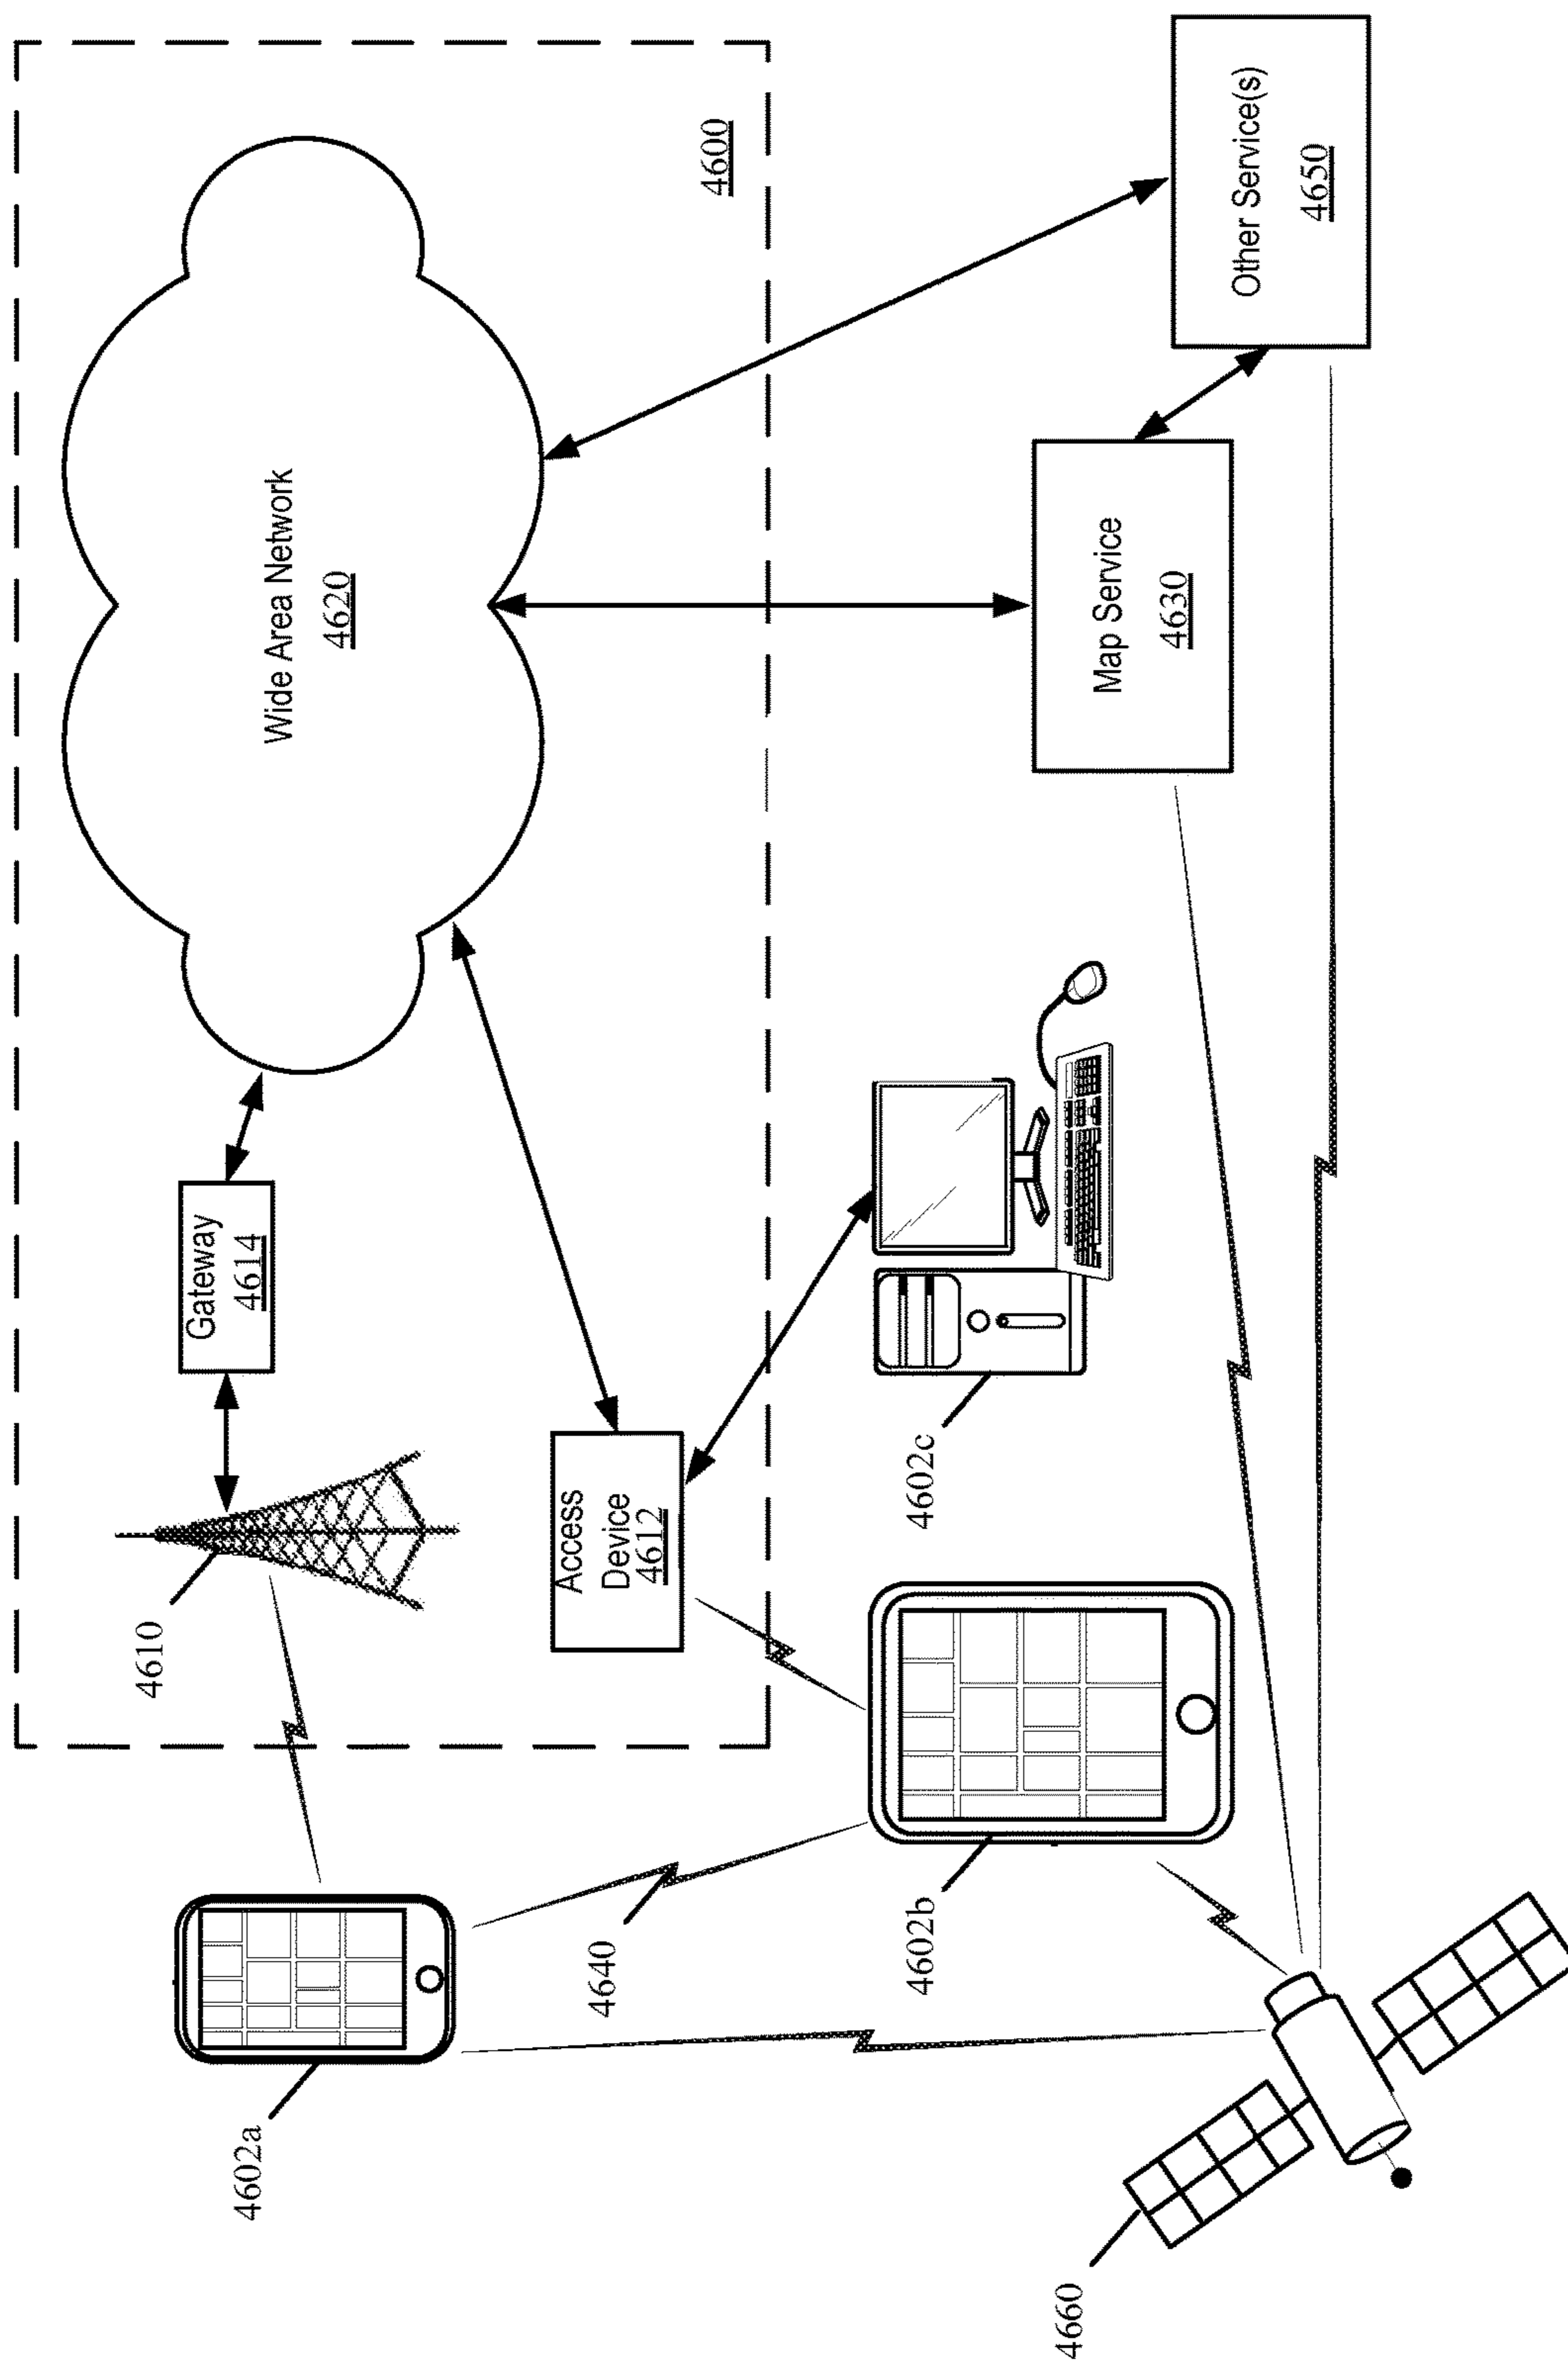 4610
Gateway
4614
4602a
Wide Area Network
4620
Access
Device
4612
4640
4600
4602b
4602c
4660
Map Service
4630
Other Service(s)
4650